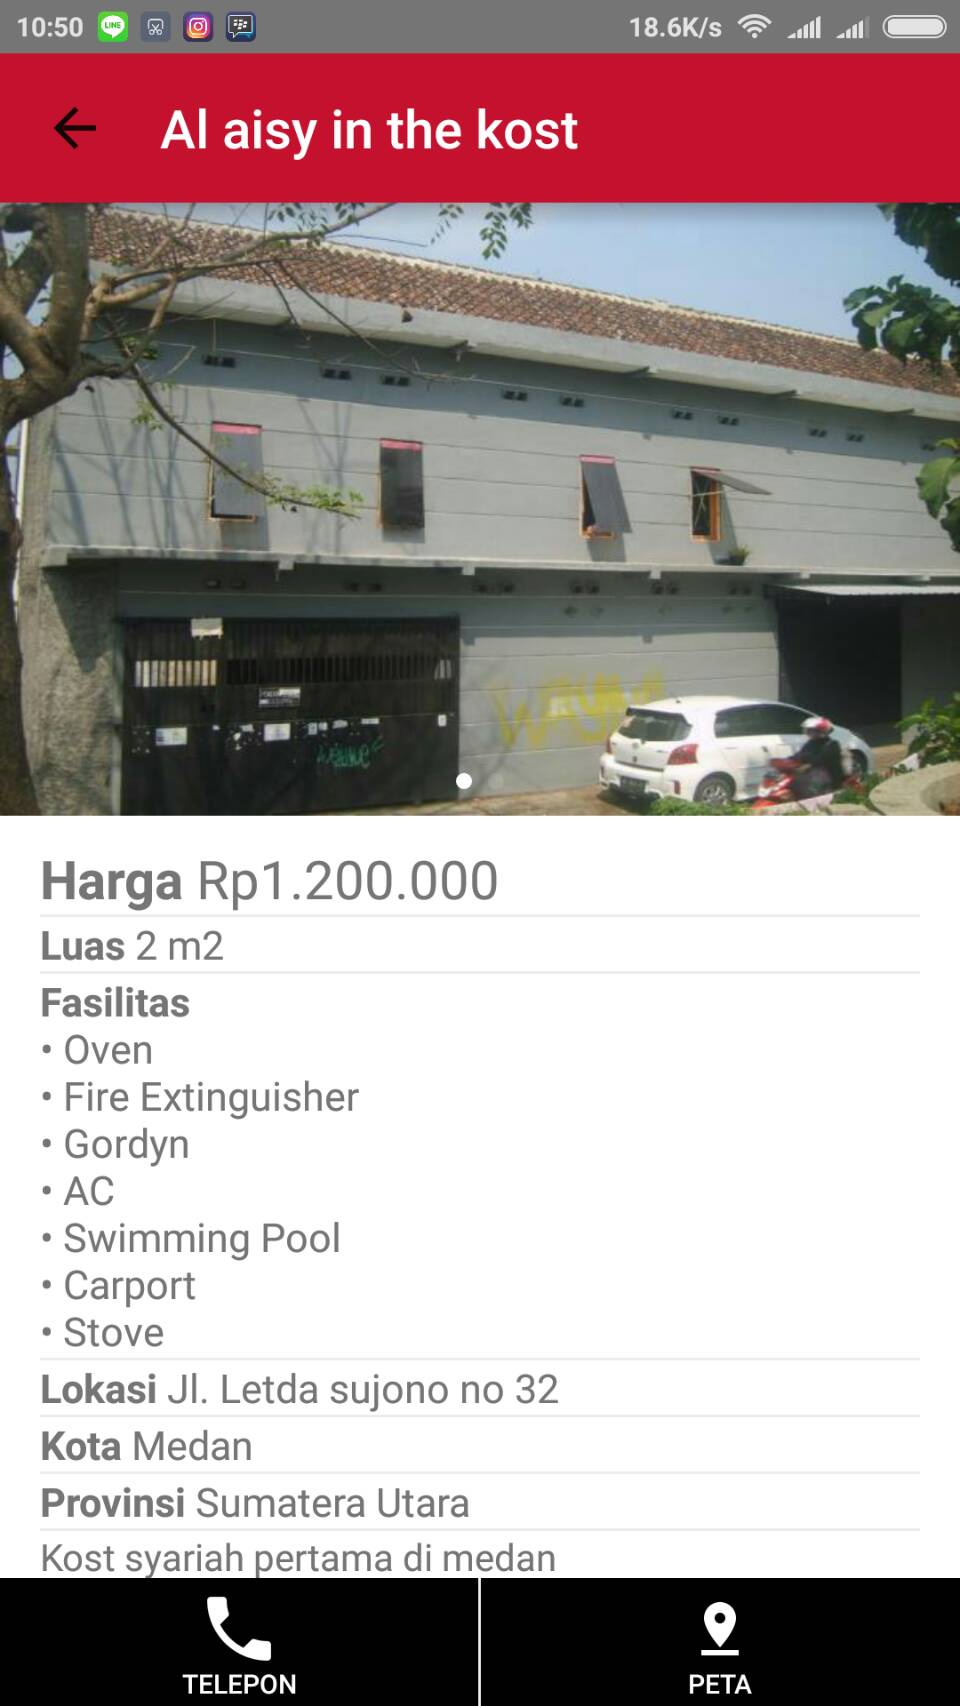 10:50
LINE
18.6K/s
Al aisy in the kost
Harga Rp1.200.000
Luas 2 m2
Fasilitas
• Oven
• Fire Extinguisher
• Gordyn
• AC
• Swimming Pool
• Carport
• Stove
Lokasi Jl. Letda sujono no 32
Kota Medan
Provinsi Sumatera Utara
Kost syariah pertama di medan
TELEPON
PETA